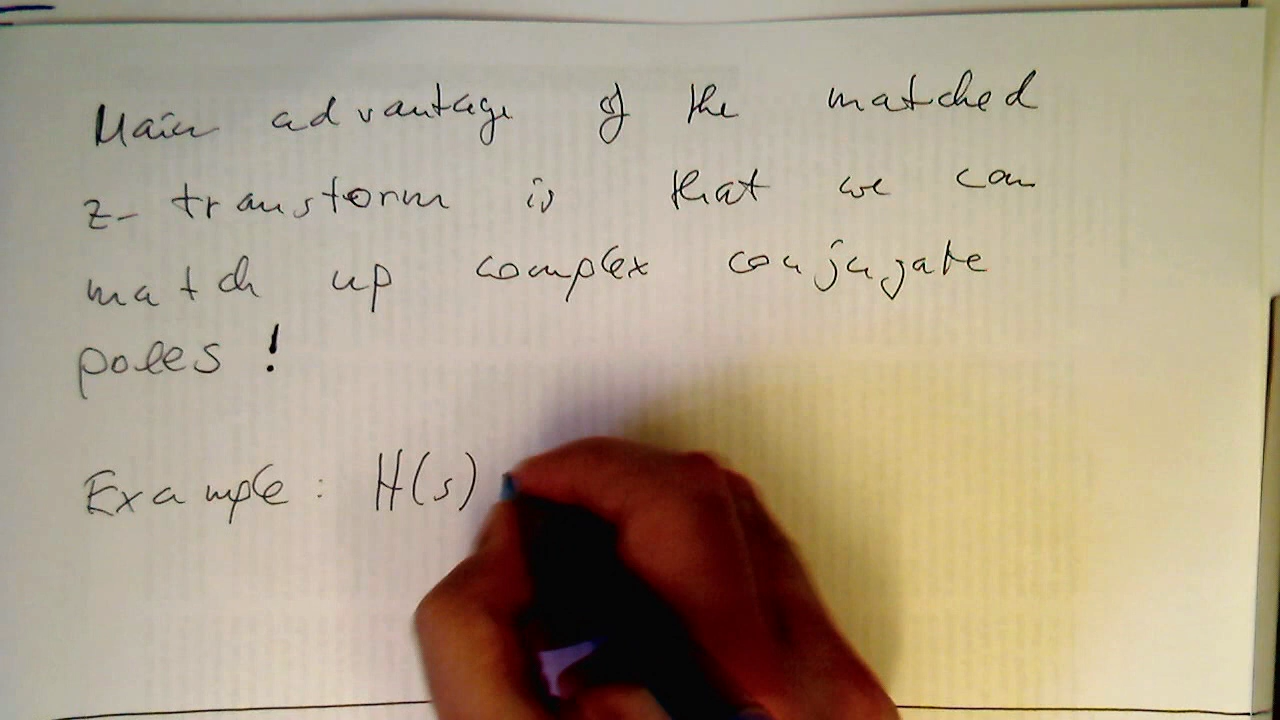 Main advantage of the matched
z- transform is that we can
match up complex conjugate
poles !
Example : H(s)